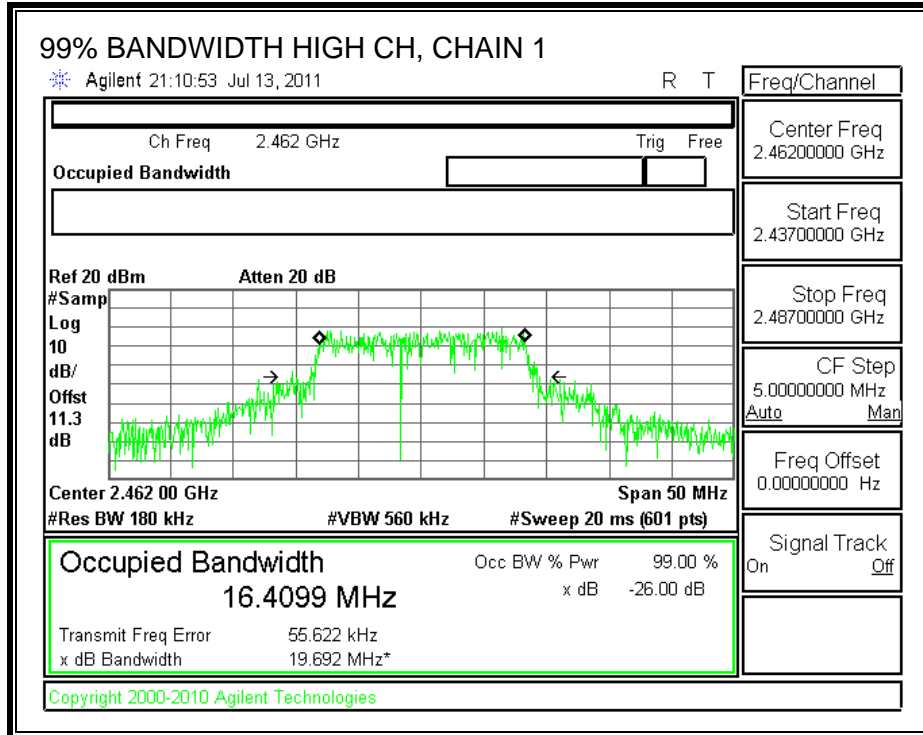 99% BANDWIDTH HIGH CH, CHAIN 1
Agilent 21:10:53 Jul 13, 2011 R T
Freq/Channel
Ch Freq 2.462 GHz Trig Free
Occupied Bandwidth
Center Freq
2.46200000 GHz
Start Freq
2.43700000 GHz
Stop Freq
2.48700000 GHz
CF Step
5.00000000 MHz
Auto Man
Freq Offset
0.00000000 Hz
Signal Track
On Off
Ref 20 dBm Atten 20 dB
#Samp
Log
10
dB/
Offst
11.3
dB
Center 2.462 00 GHz Span 50 MHz
#Res BW 180 kHz #VBW 560 kHz #Sweep 20 ms (601 pts)
Occupied Bandwidth Occ BW % Pwr 99.00 %
16.4099 MHz x dB -26.00 dB
Transmit Freq Error 55.622 kHz
x dB Bandwidth 19.692 MHz*
Copyright 2000-2010 Agilent Technologies